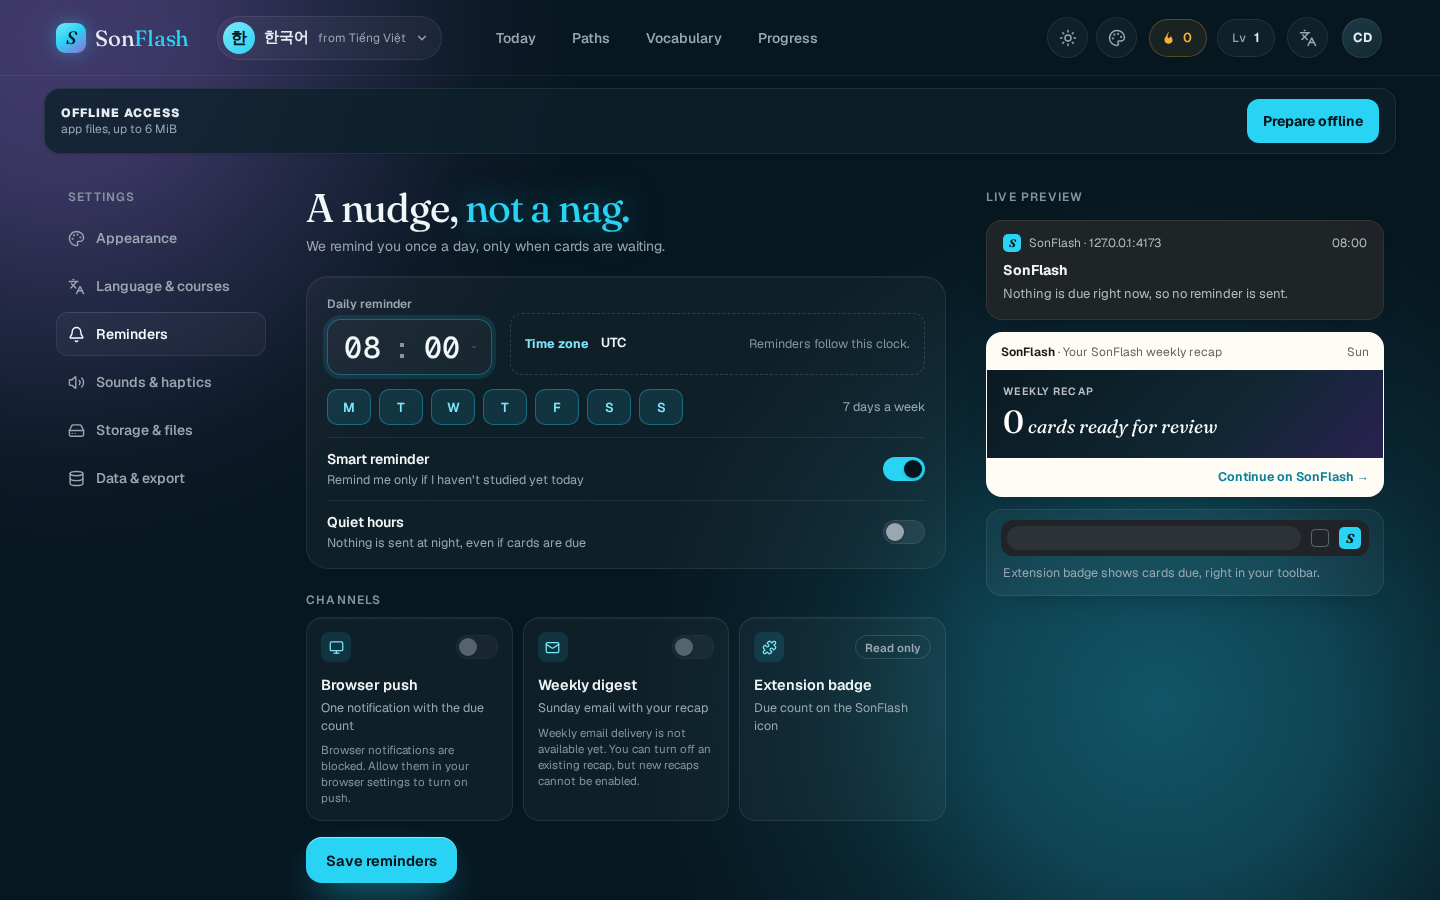 S SonFlash
한 한국어 from Tiếng Việt
Today Paths Vocabulary Progress
0 Lv 1 CD
OFFLINE ACCESS
app files, up to 6 MiB
Prepare offline
SETTINGS
Appearance
Language & courses
Reminders
Sounds & haptics
Storage & files
Data & export
A nudge, not a nag.
We remind you once a day, only when cards are waiting.
Daily reminder
08 : 00
Time zone UTC Reminders follow this clock.
M T W T F S S 7 days a week
Smart reminder
Remind me only if I haven't studied yet today
Quiet hours
Nothing is sent at night, even if cards are due
CHANNELS
Browser push
One notification with the due
count
Browser notifications are
blocked. Allow them in your
browser settings to turn on
push.
Weekly digest
Sunday email with your recap
Weekly email delivery is not
available yet. You can turn off an
existing recap, but new recaps
cannot be enabled.
Read only
Extension badge
Due count on the SonFlash
icon
Save reminders
LIVE PREVIEW
S SonFlash · 127.0.0.1:4173 08:00
SonFlash
Nothing is due right now, so no reminder is sent.
SonFlash · Your SonFlash weekly recap Sun
WEEKLY RECAP
0 cards ready for review
Continue on SonFlash →
S
Extension badge shows cards due, right in your toolbar.